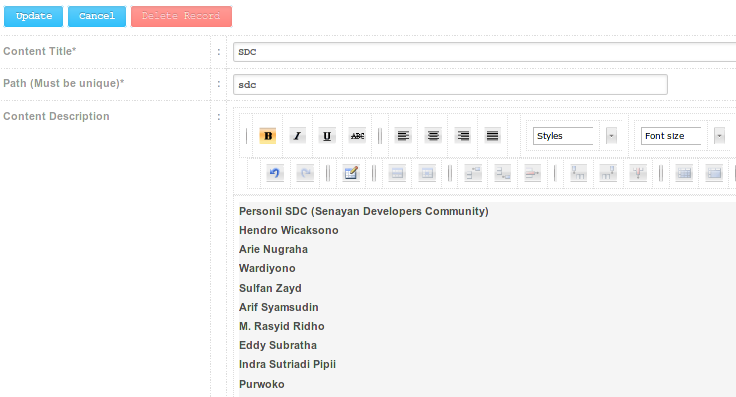 Update Cancel Delete Record
Content Title* : SDC
Path (Must be unique)* : sdc
Content Description :
B I U ABC Styles Font size
Personil SDC (Senayan Developers Community)
Hendro Wicaksono
Arie Nugraha
Wardiyono
Sulfan Zayd
Arif Syamsudin
M. Rasyid Ridho
Eddy Subratha
Indra Sutriadi Pipii
Purwoko